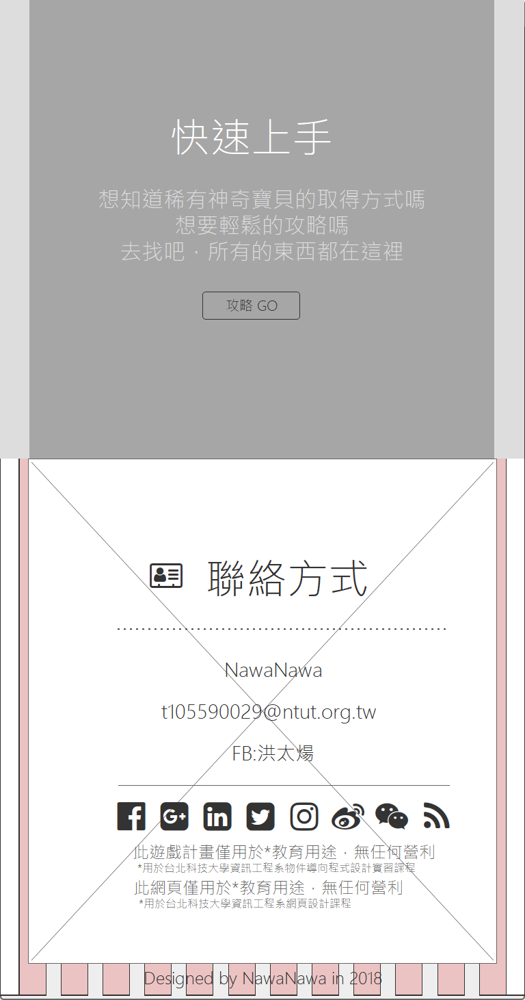 快速上手
想知道稀有神奇寶貝的取得方式嗎
想要輕鬆的攻略嗎
去找吧，所有的東西都在這裡
攻略 GO
聯絡方式
NawaNawa
t105590029@ntut.org.tw
FB:洪太煬
此遊戲計畫僅用於*教育用途，無任何營利
*用於台北科技大學資訊工程系物件導向程式設計實習課程
此網頁僅用於*教育用途，無任何營利
*用於台北科技大學資訊工程系網頁設計課程
Designed by NawaNawa in 2018